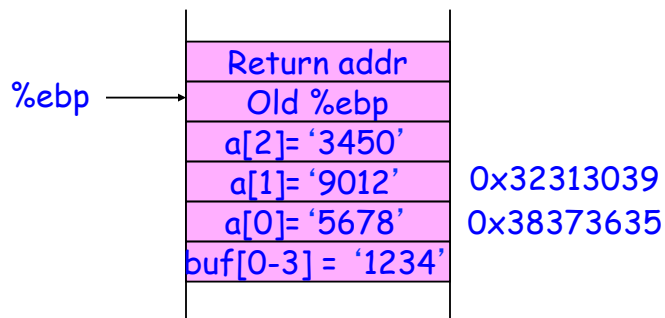 Return addr
%ebp
Old %ebp
a[2]= ‘3450’
a[1]= ‘9012’ 0x32313039
a[0]= ‘5678’ 0x38373635
buf[0-3] = ‘1234’